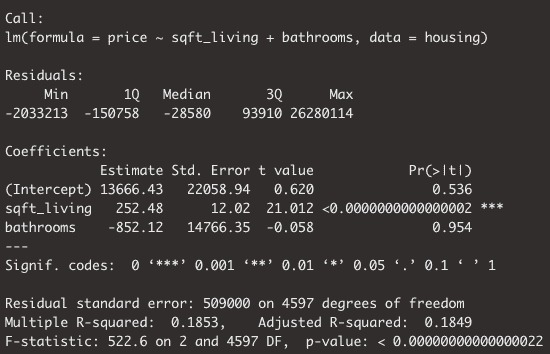 Call:
lm(formula = price ~ sqft_living + bathrooms, data = housing)
Residuals:
Min 1Q Median 3Q Max
-2033213 -150758 -28580 93910 26280114
Coefficients:
Estimate Std. Error t value Pr(>|t|)
(Intercept) 13666.43 22058.94 0.620 0.536
sqft_living 252.48 12.02 21.012 <0.0000000000000002 ***
bathrooms -852.12 14766.35 -0.058 0.954
---
Signif. codes: 0 ‘***’ 0.001 ‘**’ 0.01 ‘*’ 0.05 ‘.’ 0.1 ‘ ’ 1
Residual standard error: 509000 on 4597 degrees of freedom
Multiple R-squared: 0.1853, Adjusted R-squared: 0.1849
F-statistic: 522.6 on 2 and 4597 DF, p-value: < 0.00000000000000022